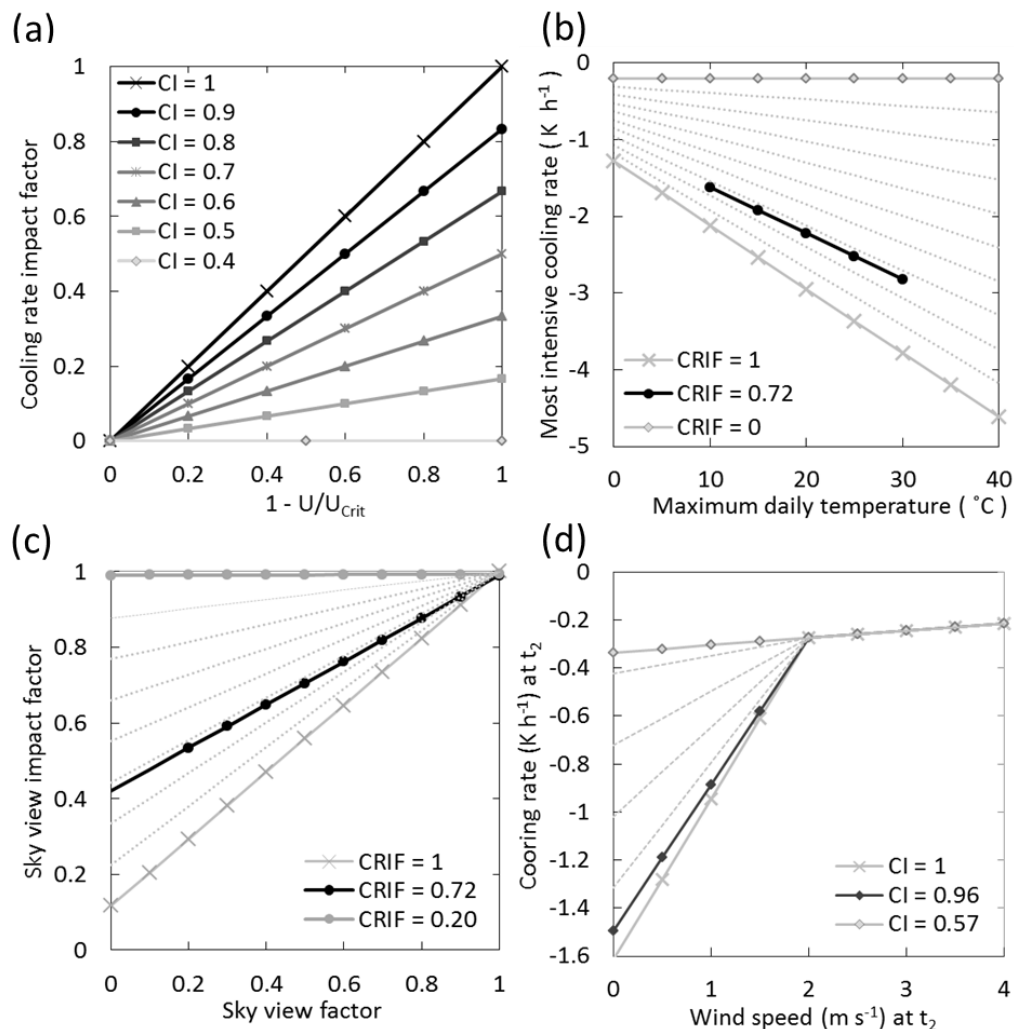 (a)
Cooling rate impact factor
1
0.8
0.6
0.4
0.2
0
CI = 1
CI = 0.9
CI = 0.8
CI = 0.7
CI = 0.6
CI = 0.5
CI = 0.4
0 0.2 0.4 0.6 0.8 1
1 - U/U_Crit
(b)
Most intensive cooling rate ( K h⁻¹)
0
-1
-2
-3
-4
-5
CRIF = 1
CRIF = 0.72
CRIF = 0
0 10 20 30 40
Maximum daily temperature ( ˚C )
(c)
Sky view impact factor
1
0.8
0.6
0.4
0.2
0
CRIF = 1
CRIF = 0.72
CRIF = 0.20
0 0.2 0.4 0.6 0.8 1
Sky view factor
(d)
Cooring rate (K h⁻¹) at t₂
0
-0.2
-0.4
-0.6
-0.8
-1
-1.2
-1.4
-1.6
CI = 1
CI = 0.96
CI = 0.57
0 1 2 3 4
Wind speed (m s⁻¹) at t₂